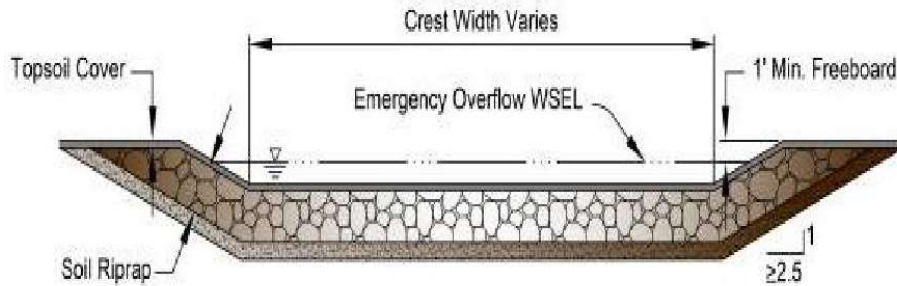 Crest Width Varies
Topsoil Cover
1' Min. Freeboard
Emergency Overflow WSEL
Soil Riprap
1
≥2.5